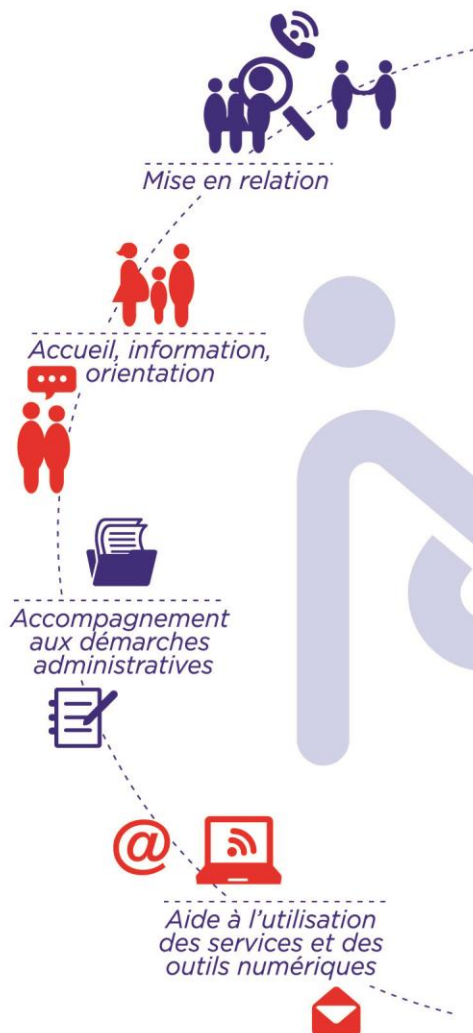 Mise en relation
Accueil, information,
orientation
Accompagnement
aux démarches
administratives
@
Aide à l'utilisation
des services et des
outils numériques